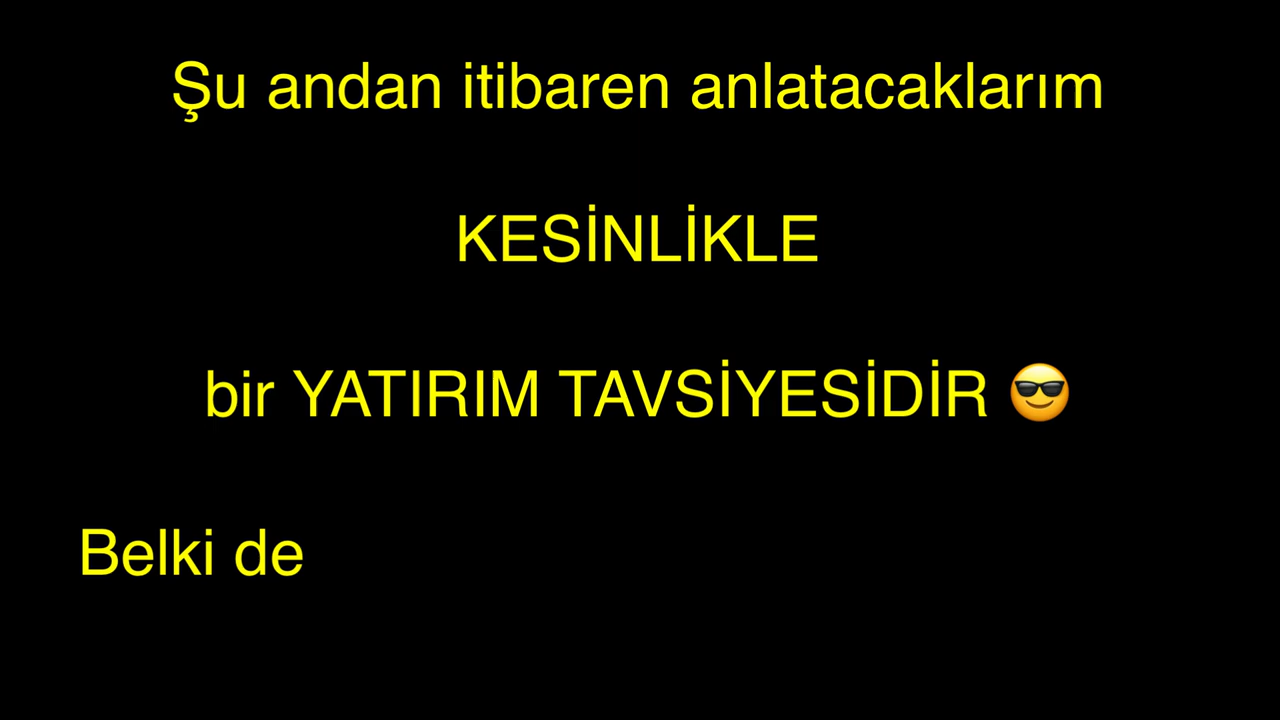 Şu andan itibaren anlatacaklarım
KESİNLİKLE
bir YATIRIM TAVSİYESİDİR 😎
Belki de